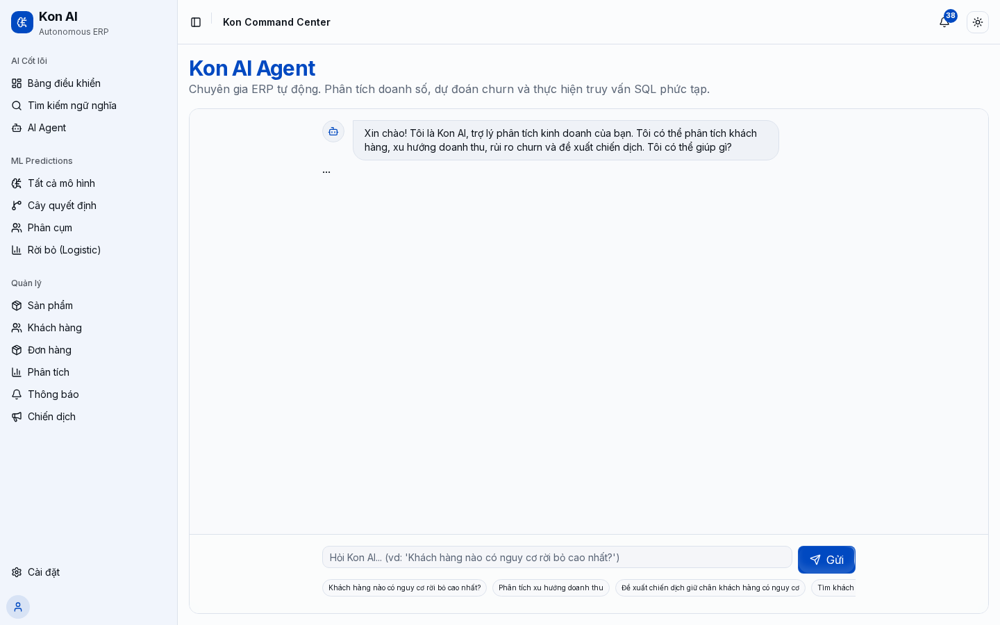 Kon AI
Autonomous ERP
AI Cốt lõi
Bảng điều khiển
Tìm kiếm ngữ nghĩa
AI Agent
ML Predictions
Tất cả mô hình
Cây quyết định
Phân cụm
Rời bỏ (Logistic)
Quản lý
Sản phẩm
Khách hàng
Đơn hàng
Phân tích
Thông báo
Chiến dịch
Cài đặt
Kon Command Center
38
Kon AI Agent
Chuyên gia ERP tự động. Phân tích doanh số, dự đoán churn và thực hiện truy vấn SQL phức tạp.
Xin chào! Tôi là Kon AI, trợ lý phân tích kinh doanh của bạn. Tôi có thể phân tích khách
hàng, xu hướng doanh thu, rủi ro churn và đề xuất chiến dịch. Tôi có thể giúp gì?
...
Hỏi Kon AI... (vd: 'Khách hàng nào có nguy cơ rời bỏ cao nhất?')
Gửi
Khách hàng nào có nguy cơ rời bỏ cao nhất?
Phân tích xu hướng doanh thu
Đề xuất chiến dịch giữ chân khách hàng có nguy cơ
Tìm khách